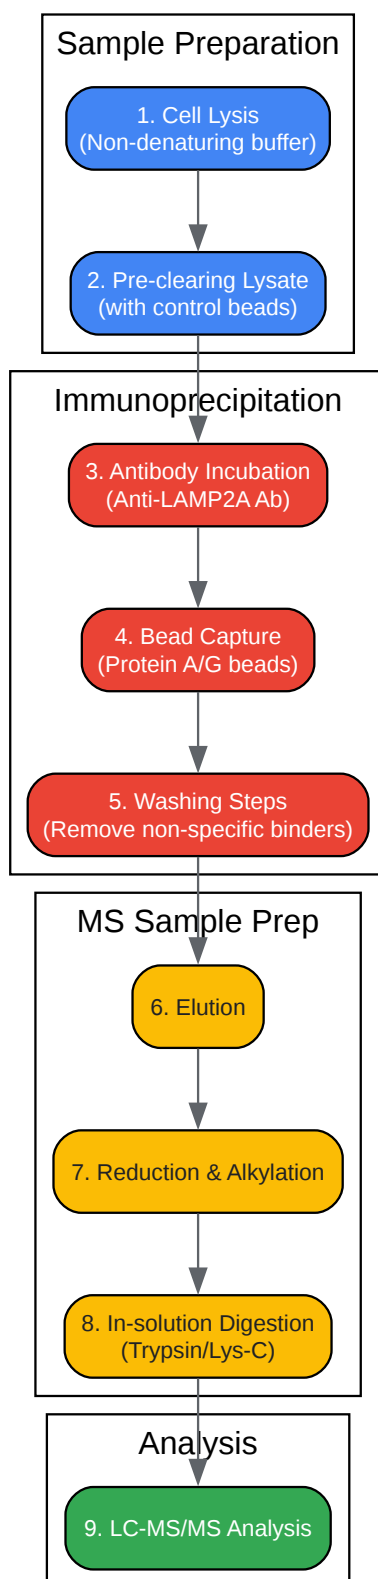 Sample Preparation
1. Cell Lysis
(Non-denaturing buffer)
2. Pre-clearing Lysate
(with control beads)
Immunoprecipitation
3. Antibody Incubation
(Anti-LAMP2A Ab)
4. Bead Capture
(Protein A/G beads)
5. Washing Steps
(Remove non-specific binders)
MS Sample Prep
6. Elution
7. Reduction & Alkylation
8. In-solution Digestion
(Trypsin/Lys-C)
Analysis
9. LC-MS/MS Analysis